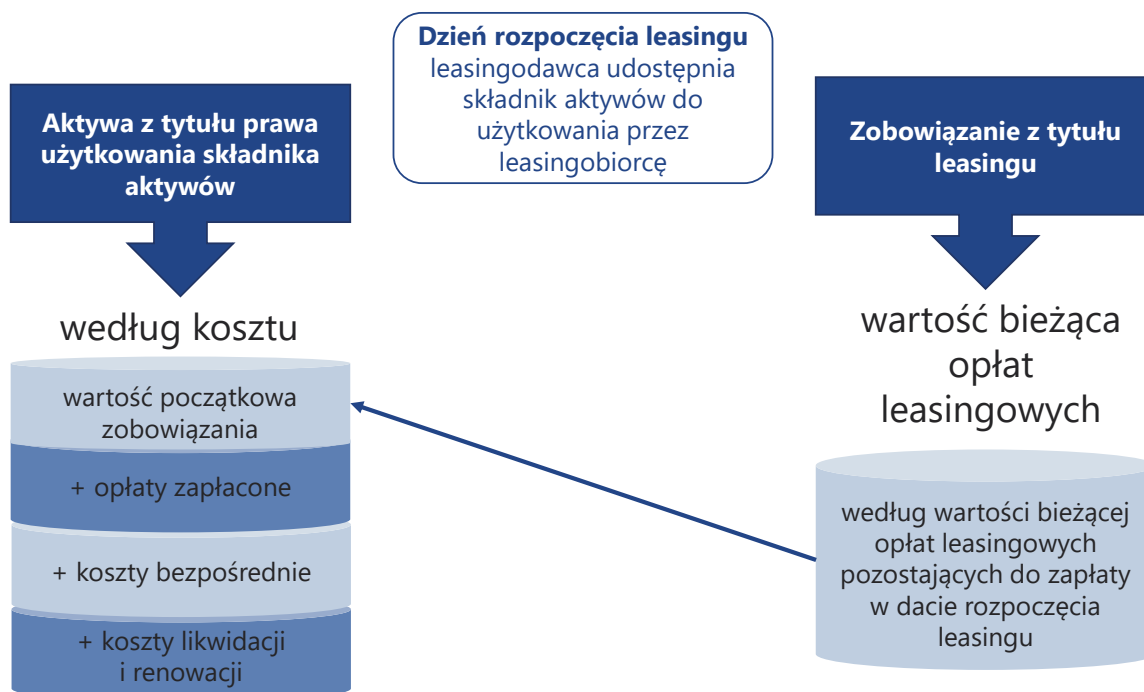 Dzień rozpoczęcia leasingu
leasingodawca udostępnia
składnik aktywów do
użytkowania przez
leasingobiorcę
Aktywa z tytułu prawa
użytkowania składnika
aktywów
Zobowiązanie z tytułu
leasingu
według kosztu
wartość początkowa
zobowiązania
+ opłaty zapłacone
+ koszty bezpośrednie
+ koszty likwidacji
i renowacji
wartość bieżąca
opłat
leasingowych
według wartości bieżącej
opłat leasingowych
pozostających do zapłaty
w dacie rozpoczęcia
leasingu